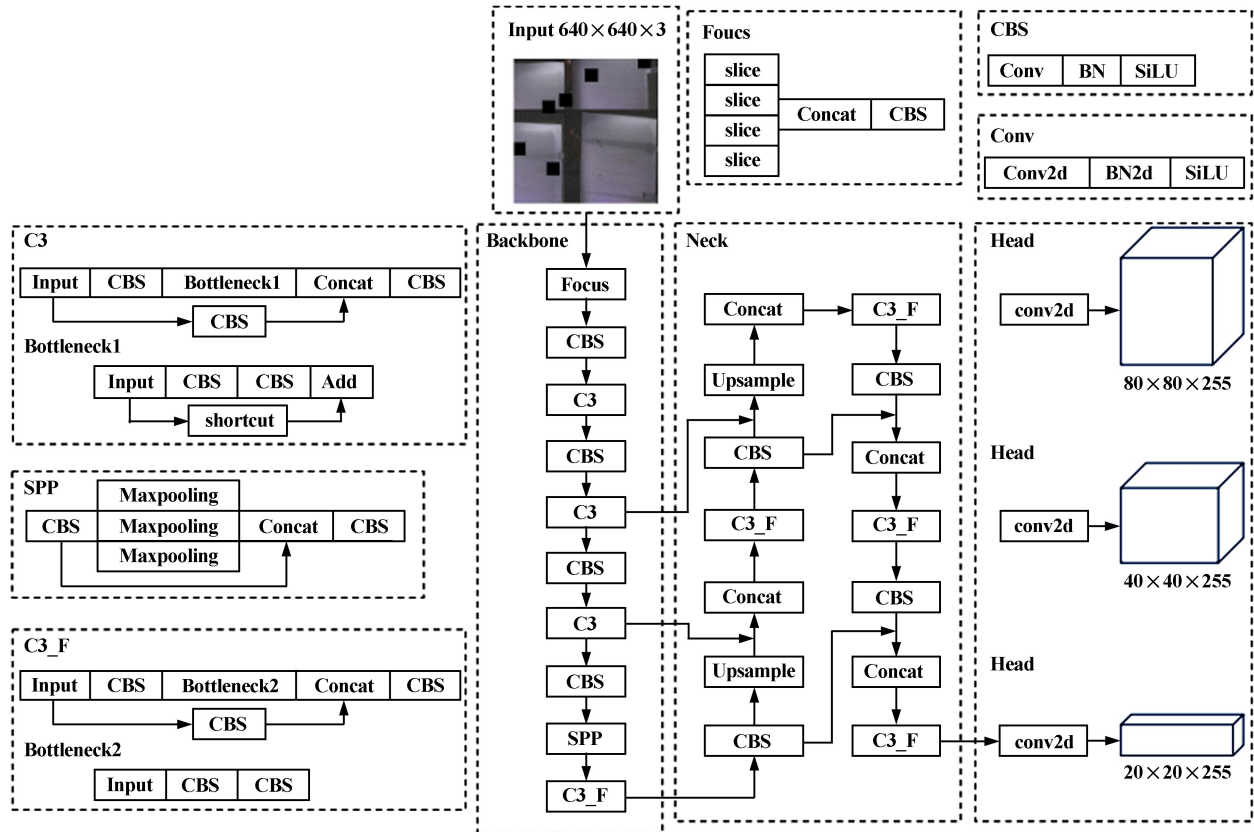 Input 640×640×3
Foucs
slice
slice
slice
slice
Concat
CBS
CBS
Conv
BN
SiLU
Conv
Conv2d
BN2d
SiLU
C3
Input
CBS
Bottleneck1
Concat
CBS
CBS
Bottleneck1
Input
CBS
CBS
Add
shortcut
SPP
Maxpooling
CBS
Maxpooling
Concat
CBS
Maxpooling
C3_F
Input
CBS
Bottleneck2
Concat
CBS
CBS
Bottleneck2
Input
CBS
CBS
Backbone
Focus
CBS
C3
CBS
C3
CBS
C3
CBS
SPP
C3_F
Neck
Concat
Upsample
CBS
C3_F
Concat
Upsample
CBS
C3_F
CBS
Concat
C3_F
CBS
Concat
C3_F
Head
conv2d
80×80×255
Head
conv2d
40×40×255
Head
conv2d
20×20×255